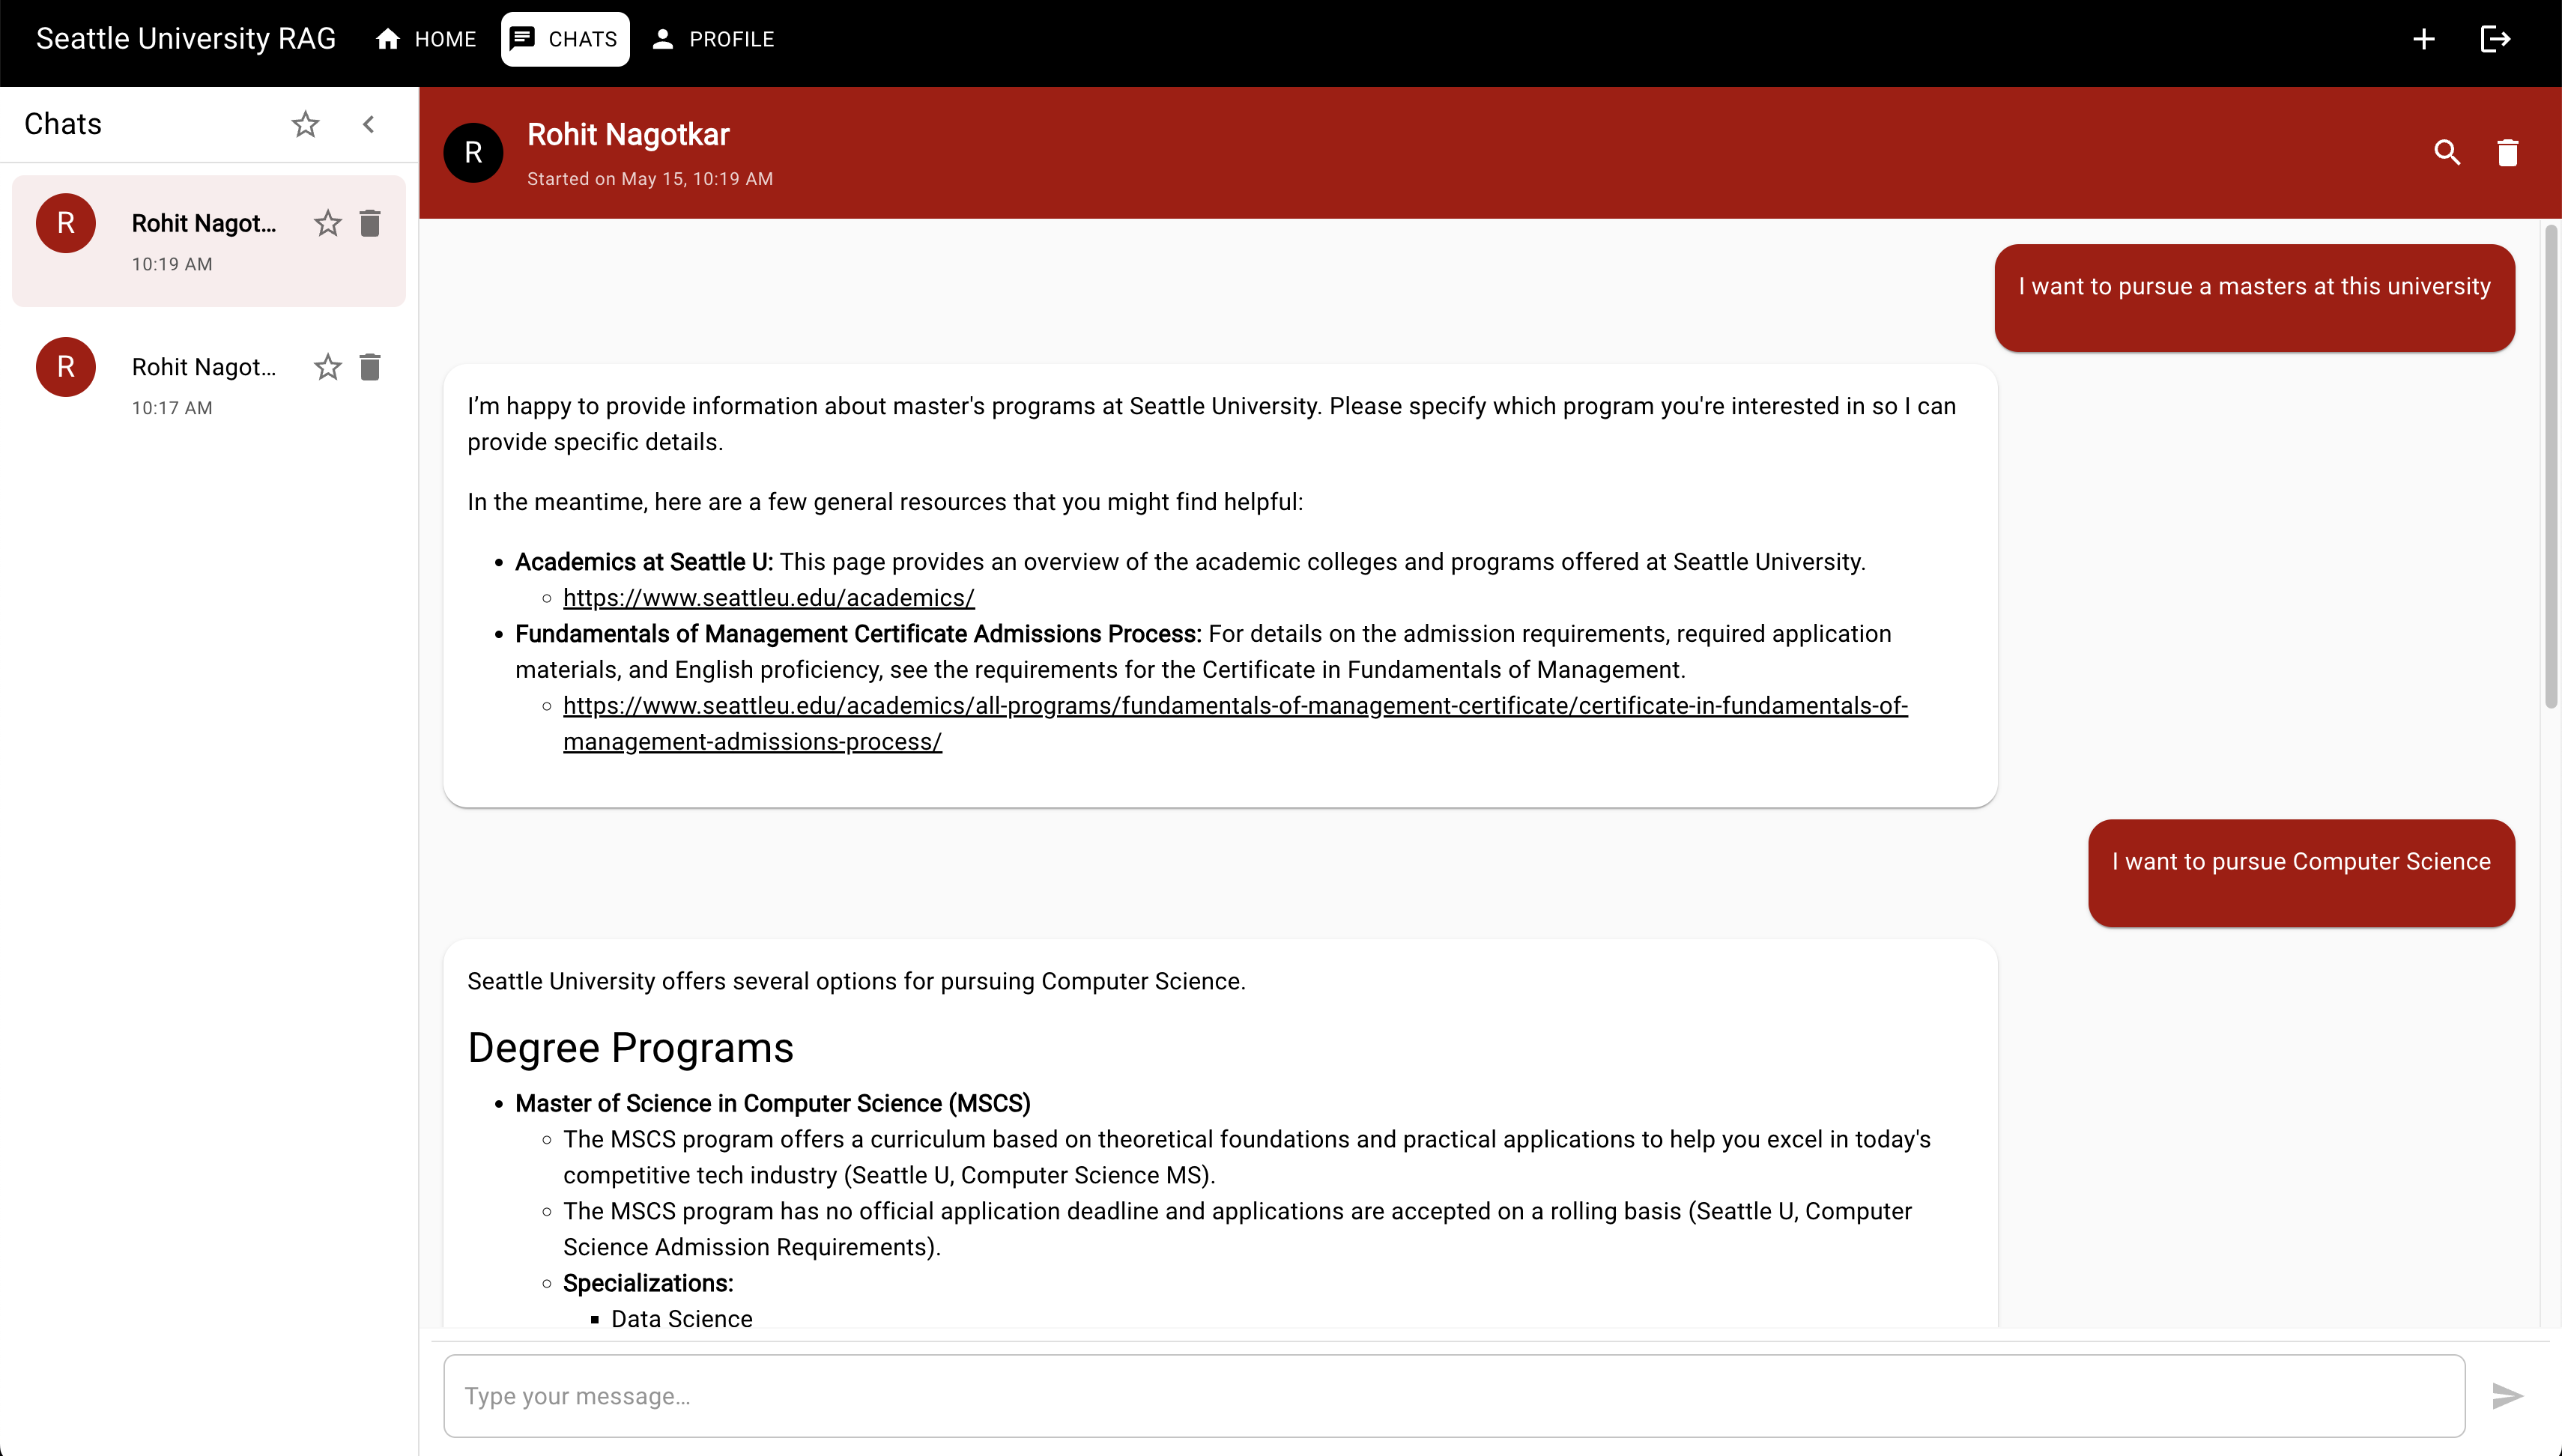 Seattle University RAG HOME CHATS PROFILE
Chats
R Rohit Nagot...
10:19 AM
R Rohit Nagot...
10:17 AM
R Rohit Nagotkar
Started on May 15, 10:19 AM
I want to pursue a masters at this university
I’m happy to provide information about master's programs at Seattle University. Please specify which program you're interested in so I can
provide specific details.
In the meantime, here are a few general resources that you might find helpful:
• Academics at Seattle U: This page provides an overview of the academic colleges and programs offered at Seattle University.
◦ https://www.seattleu.edu/academics/
• Fundamentals of Management Certificate Admissions Process: For details on the admission requirements, required application
materials, and English proficiency, see the requirements for the Certificate in Fundamentals of Management.
◦ https://www.seattleu.edu/academics/all-programs/fundamentals-of-management-certificate/certificate-in-fundamentals-of-
management-admissions-process/
I want to pursue Computer Science
Seattle University offers several options for pursuing Computer Science.
Degree Programs
• Master of Science in Computer Science (MSCS)
◦ The MSCS program offers a curriculum based on theoretical foundations and practical applications to help you excel in today's
competitive tech industry (Seattle U, Computer Science MS).
◦ The MSCS program has no official application deadline and applications are accepted on a rolling basis (Seattle U, Computer
Science Admission Requirements).
◦ Specializations:
▪ Data Science
Type your message...